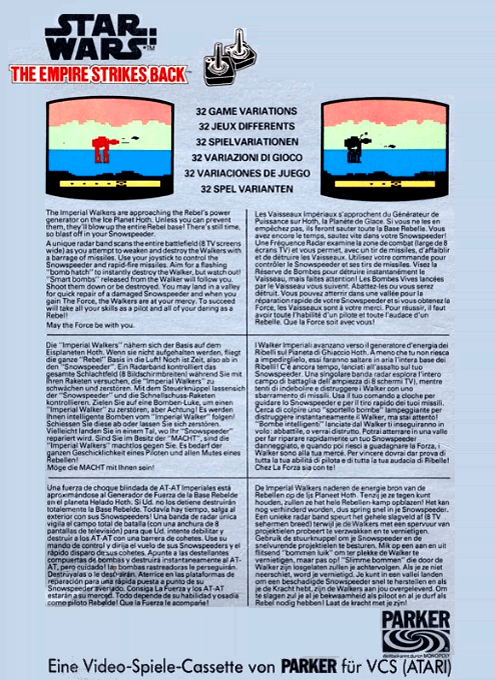 STAR
WARS:™
THE EMPIRE STRIKES BACK™
32 GAME VARIATIONS
32 JEUX DIFFERENTS
32 SPIELVARIATIONEN
32 VARIAZIONI DI GIOCO
32 VARIACIONES DE JUEGO
32 SPEL VARIANTEN
The Imperial Walkers are approaching the Rebel's power
generator on the Ice Planet Hoth. Unless you can prevent
them, they'll blow up the entire Rebel base! There's still time,
so blast off in your Snowspeeder.
A unique radar band scans the entire battlefield (8 TV screens
wide) as you attempt to weaken and destroy the Walkers with
a barrage of missiles. Use your joystick to control the
Snowspeeder and rapid-fire missiles. Aim for a flashing
"bomb hatch" to instantly destroy the Walker, but watch out!
"Smart bombs" released from the Walker will follow you.
Shoot them down or be destroyed. You may land in a valley
for quick repair of a damaged Snowspeeder and when you
gain The Force, the Walkers are at your mercy. To succeed
will take all your skills as a pilot and all of your daring as a
Rebel!
May the Force be with you.
Les Vaisseaux Impériaux s'approchent du Générateur de
Puissance sur Hoth, la Planète de Glace. Si vous ne les en
empêchez pas, ils feront sauter toute la Base Rebelle. Vous
avez encore le temps, sautez vite dans votre Snowspeeder!
Une Fréquence Radar examine la zone de combat (large de 8
écrans TV) et vous permet, avec un tir de missiles, d'affaiblir
et de détruire les Vaisseaux. Utilisez votre commande pour
contrôler le Snowspeeder et ses tirs de missiles. Visez la
Réserve de Bombes pour détruire instantanément le
Vaisseau, mais faites attention! Les Bombes Vives lancées
par le Vaisseau vous suivent. Abattez-les ou vous serez
détruit. Vous pouvez atterrir dans une vallée pour la
réparation rapide de votre Snowspeeder et si vous obtenez la
Force, les Vaisseaux sont à votre merci. Pour réussir, il faut
avoir toute l'habilité d'un pilote et toute l'audace d'un
Rebelle. Que la Force soit avec vous!
Die "Imperial Walkers" nähern sich der Basis auf dem
Eisplaneten Hoth. Wenn sie nicht aufgehalten werden, fliegt
die ganze "Rebel" Basis in die Luft! Noch ist Zeit, also ab in
den "Snowspeeder". Ein Radarband kontrolliert das
gesamte Schlachtfeld (8 Bildschirmbreiten) während Sie mit
Ihren Raketen versuchen, die "Imperial Walkers" zu
schwächen und zerstören. Mit dem Steuerknüppel lassen sich
der "Snowspeeder" und die Schnellschuss-Raketen
kontrollieren. Zielen Sie auf eine Bombem-Luke, um einen
"Imperial Walker" zu zerstören, aber Achtung! Es werden
Ihnen intelligente Bomben vom "Imperial Walker" folgen!
Schiessen Sie diese ab oder lassen Sie sich zerstören.
Vielleicht landen Sie in einem Tal, wo Ihr "Snowspeeder"
repariert wird. Sind Sie im Besitz der "MACHT", sind die
"Imperial Walkers" machtlos gegen Sie. Es bedarf der
ganzen Geschicklichkeit eines Piloten und allen Mutes eines
Rebellen!
Möge die MACHT mit Ihnen sein!
I Walker Imperiali avanzano verso il generatore d'energia dei
Ribelli sul Pianeta di Ghiaccio Hoth. A meno che tu non riesca
a impedirglielo, essi faranno saltare in aria l'intera base dei
Ribelli! C'è ancora tempo, lanciati all'assalto sul tuo
Snowspeeder. Una singolare banda radar esplora l'intero
campo di battaglia (dell'ampiezza di 8 schermi TV), mentre
tenti di indebolire e distruggere i Walker con uno
sbarramento di missili. Usa il tuo comando a cloche per
guidare lo Snowspeeder e per il tiro rapido dei tuoi missili.
Cerca di colpire uno "sportello bombe" lampeggiante per
distruggere instantaneamente il Walker, ma stai attento!
"Bombe intelligenti" lanciate dal Walker ti inseguiranno in
volo: abbattile, o verrai distrutto. Potrai atterrare in una valle
per far riparare rapidamente un tuo Snowspeeder
danneggiato, e quando poi riesci a guadagnare la Forza, i
Walker sono alla tua mercè. Per vincere dovrai dar prova di
tutta la tua abilità di pilota e di tutta la tua audacia di Ribelle!
Che La Forza sia con te!
Una fuerza de choque blindada de AT-AT Imperiales está
aproximándose al Generador de Fuerza de la Base Rebelde
en el planeta Helado Hoth. Si Ud. no los detiene destruirán
totalemente la Base Rebelde. Todavía hay tiempo, salga al
exterior con sus Snowspeeders! Una banda de radar única
vigila el campo total de batalla (con una anchura de 8
pantallas de televisión) para que Ud. intente debilitar y
destruir a los AT-AT con una barrera de cohetes. Use su
mando de control y dirija el vuelo de sus Snowspeeders y el
rápido disparo de sus cohetes. Apunte a las destellantes
compuertas de bombas y destruirá instantaneamente al AT-
AT, pero cuidado! las bombas rastreadoras le perseguirán.
Destruyalas o le destruirán. Aterrice en las plataformas de
reparación para una rápida puesta a punto de su
Snowspeeder averiado. Consiga La Fuerza y los AT-AT
estarán a su merced. Todo depende de su habilidad y osadía
como piloto Rebelde! Que la Fuerza le acompañe!
De Imperial Walkers naderen de energie bron van de
Rebellen op de Ijs Planeet Hoth. Tenzij je ze tegen kunt
houden, zullen ze het hele Rebellen-kamp opblazen! Het kan
nog verhinderd worden, dus spring snel in je Snowspeeder.
Een unieke radar band speurt het gehele slagveld af (8 TV
schermen breed) terwijl je de Walkers met een spervuur van
projektielen probeert te verzwakken en te vernietigen.
Gebruik de stuurknuppel om je Snowspeeder en de
snelvurende projektielen te besturen. Mik op een aan en uit
flitsend "bommen luik" om ter plekke de Walker te
vernietigen, maar pas op! "Slimme bommen" die door de
Walker zijn losgelaten zullen je achtervolgen. Als je ze niet
neerschiet, word je vernietigd. Je kunt in een vallei landen
om een beschadigde Snowspeeder snel te herstellen en als
je de Kracht hebt, zijn de Walkers aan jou overgeleverd. Om
te slagen zul je al je bekwaamheid als piloot en al je durf als
Rebel nodig hebben! Laat de kracht met je zijn!
PARKER
Weltbekannt durch MONOPOLY
Eine Video-Spiele-Cassette von PARKER für VCS (ATARI)